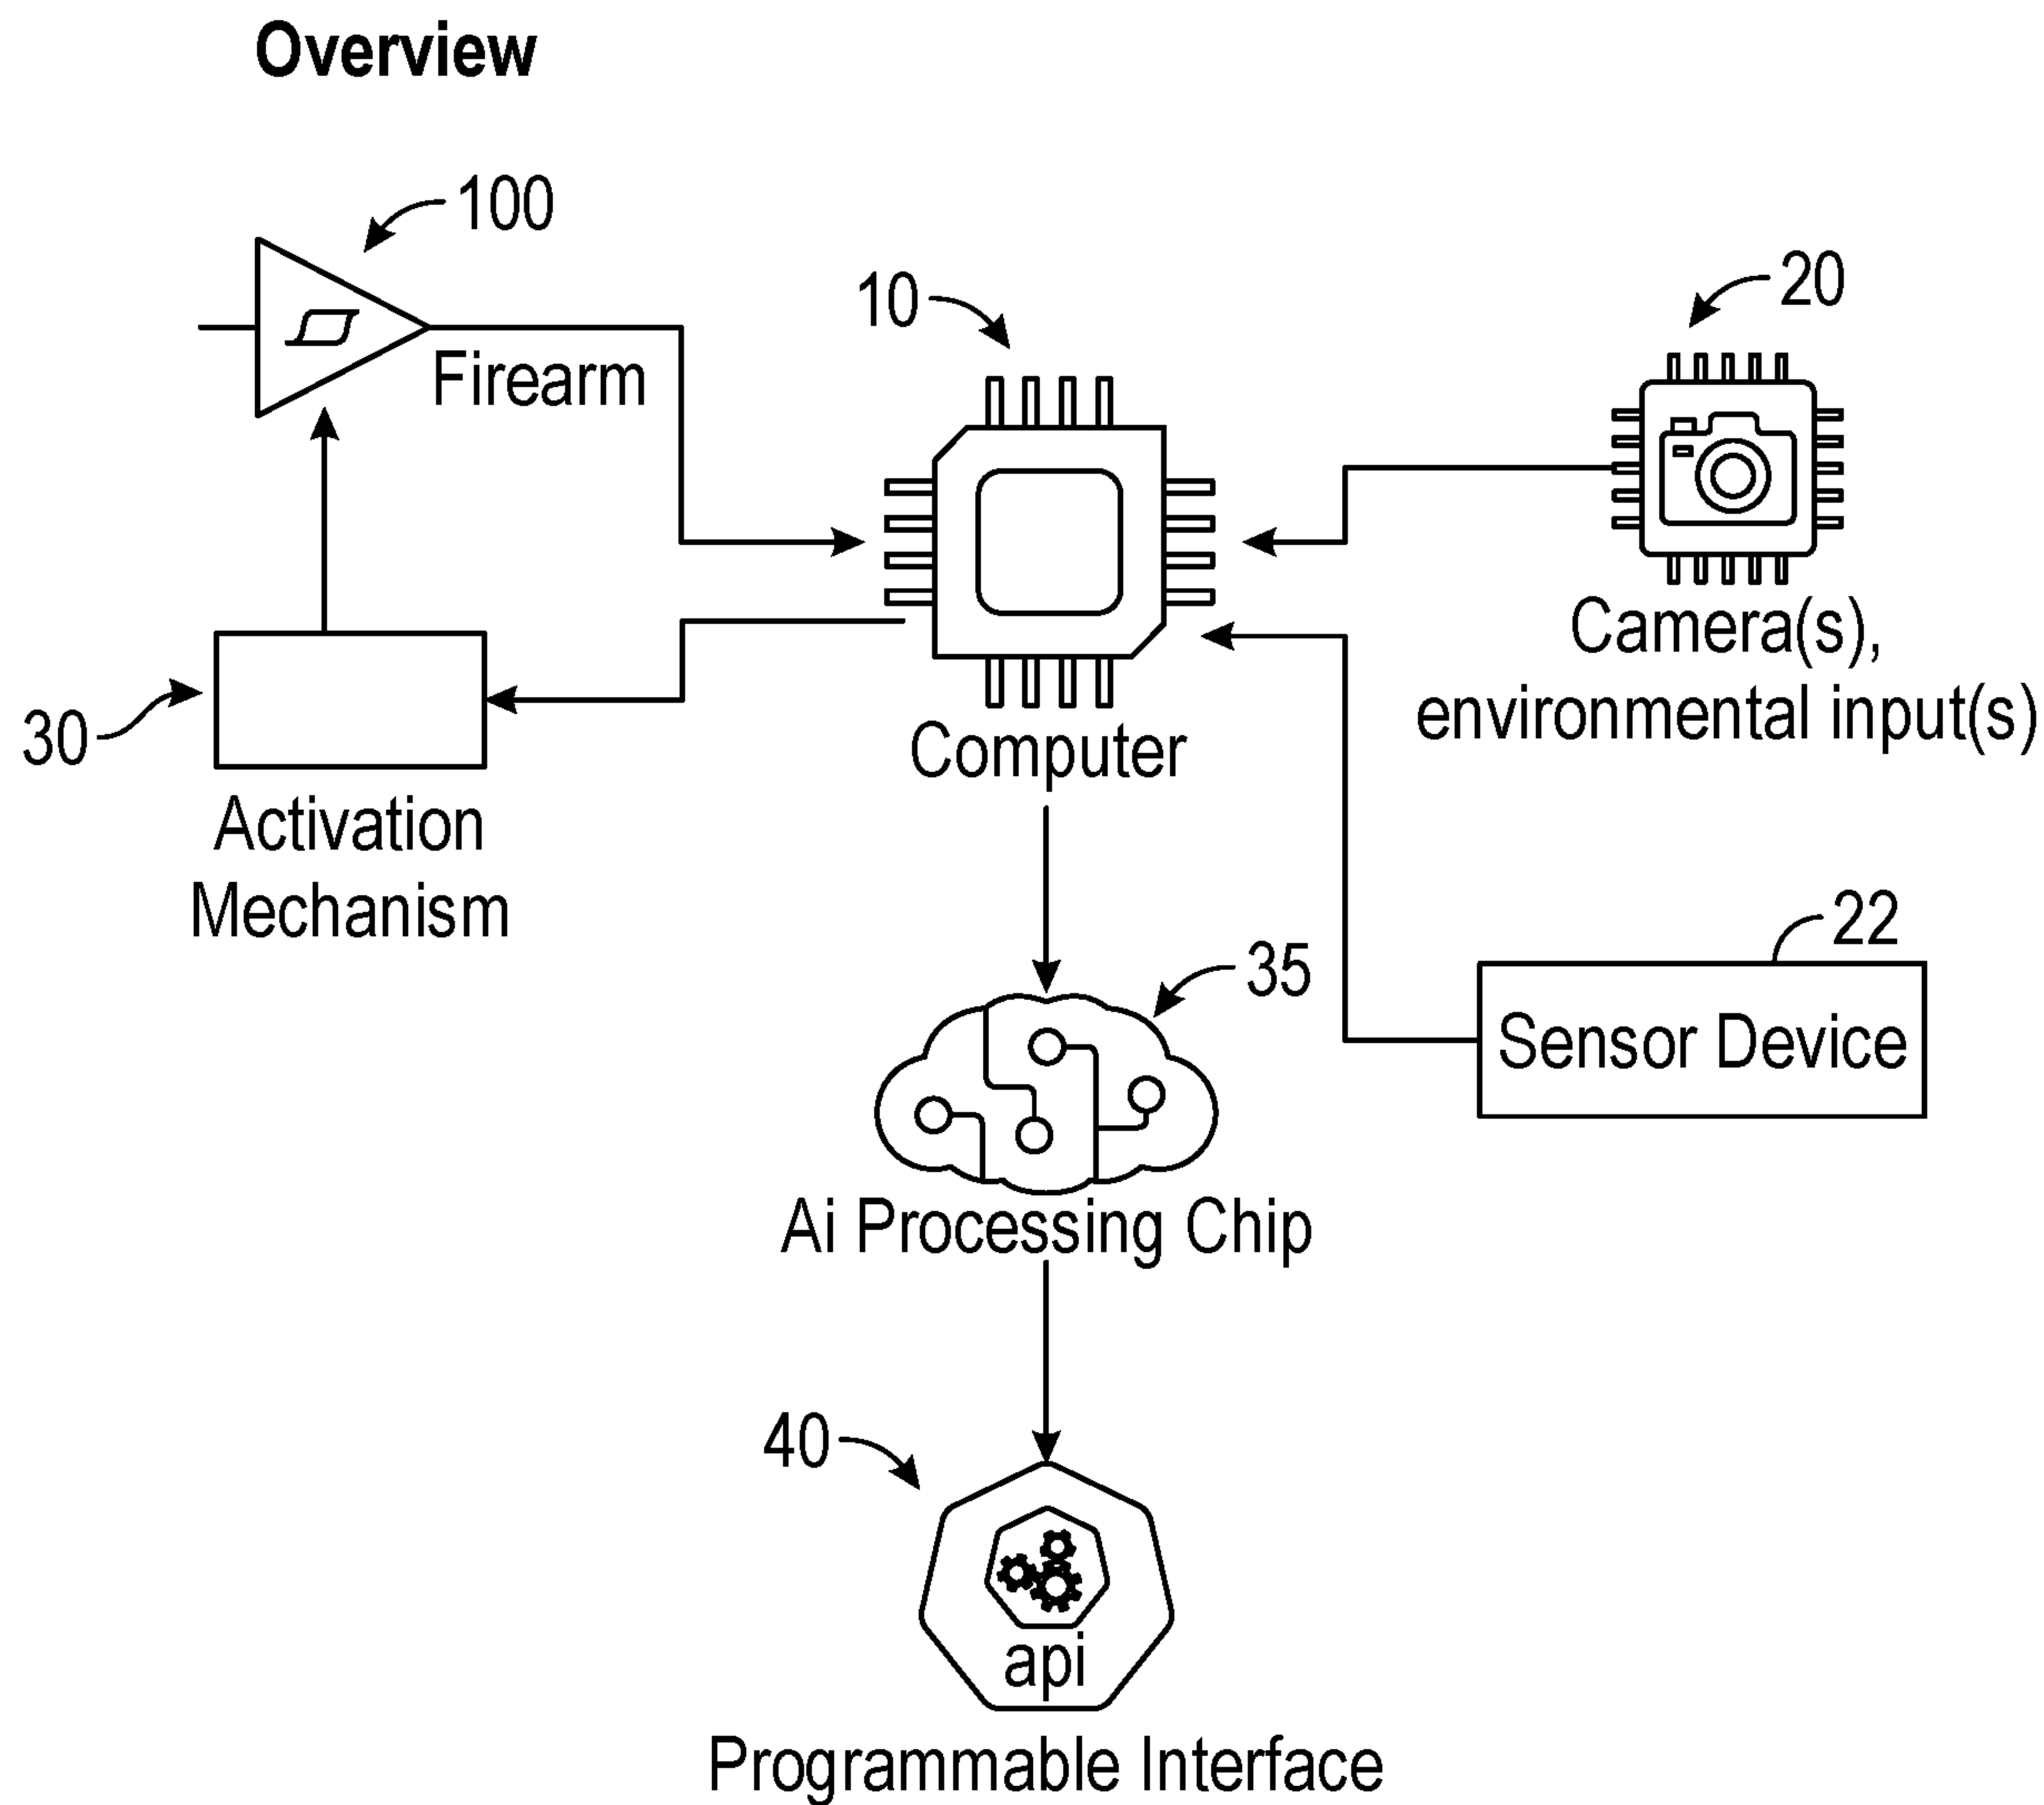 Overview
100
Firearm
10
20
Camera(s),
environmental input(s)
30
Activation
Mechanism
Computer
22
Sensor Device
35
Ai Processing Chip
40
api
Programmable Interface